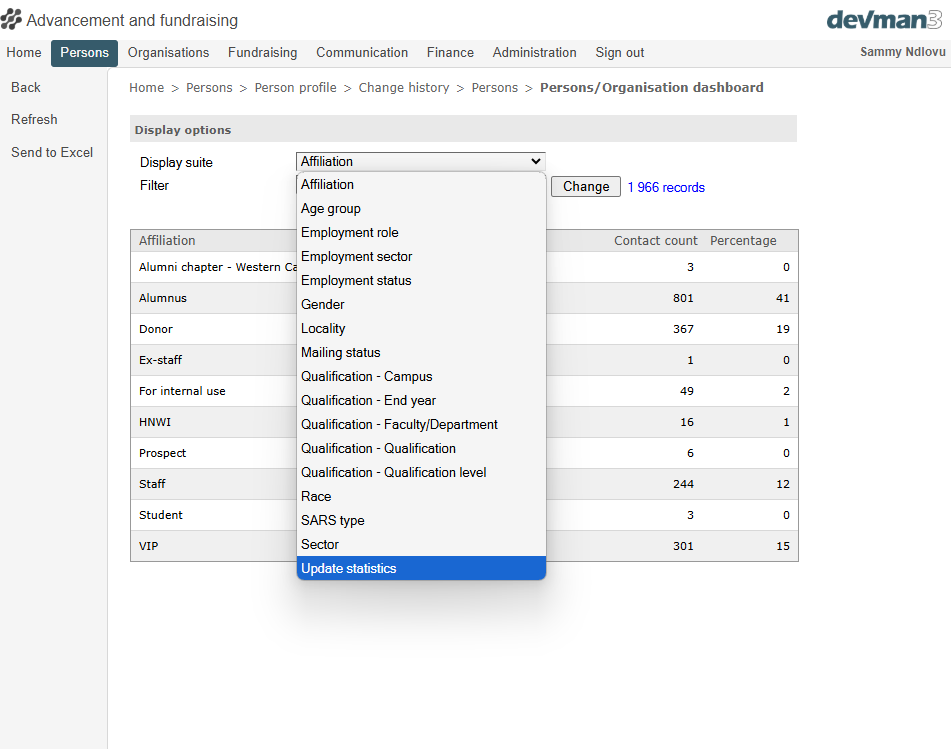 Advancement and fundraising
devman3
Home Persons Organisations Fundraising Communication Finance Administration Sign out Sammy Ndlovu
Back
Refresh
Send to Excel
Home > Persons > Person profile > Change history > Persons > Persons/Organisation dashboard
Display options
Display suite Affiliation
Filter Change 1 966 records
Affiliation
Age group
Employment role
Employment sector
Employment status
Gender
Locality
Mailing status
Qualification - Campus
Qualification - End year
Qualification - Faculty/Department
Qualification - Qualification
Qualification - Qualification level
Race
SARS type
Sector
Update statistics
Affiliation Contact count Percentage
Alumni chapter - Western 3 0
Alumnus 801 41
Donor 367 19
Ex-staff 1 0
For internal use 49 2
HNWI 16 1
Prospect 6 0
Staff 244 12
Student 3 0
VIP 301 15